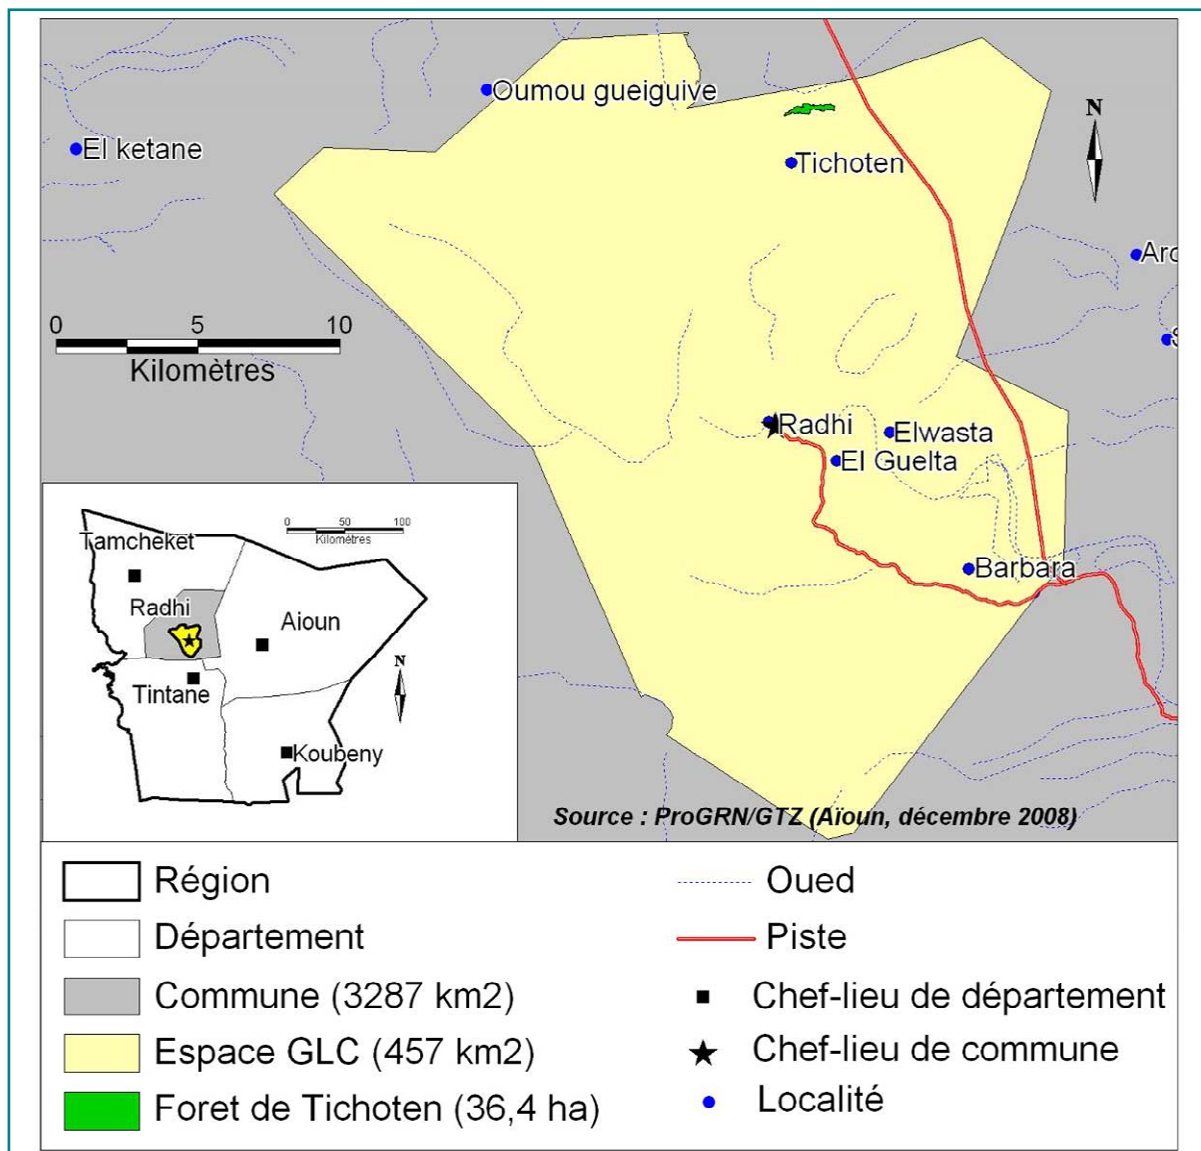 Oumou gueiguive
El ketane
N
Tichoten
0 5 10
Kilomètres
Radhi
Elwasta
El Guelta
Barbara
0 50 100
Kilomètres
Tamcheket
Radhi
Aioun
N
Tintane
Koubeny
Source : ProGRN/GTZ (Aïoun, décembre 2008)
Région
Département
Commune (3287 km2)
Espace GLC (457 km2)
Foret de Tichoten (36,4 ha)
Oued
Piste
Chef-lieu de département
Chef-lieu de commune
Localité